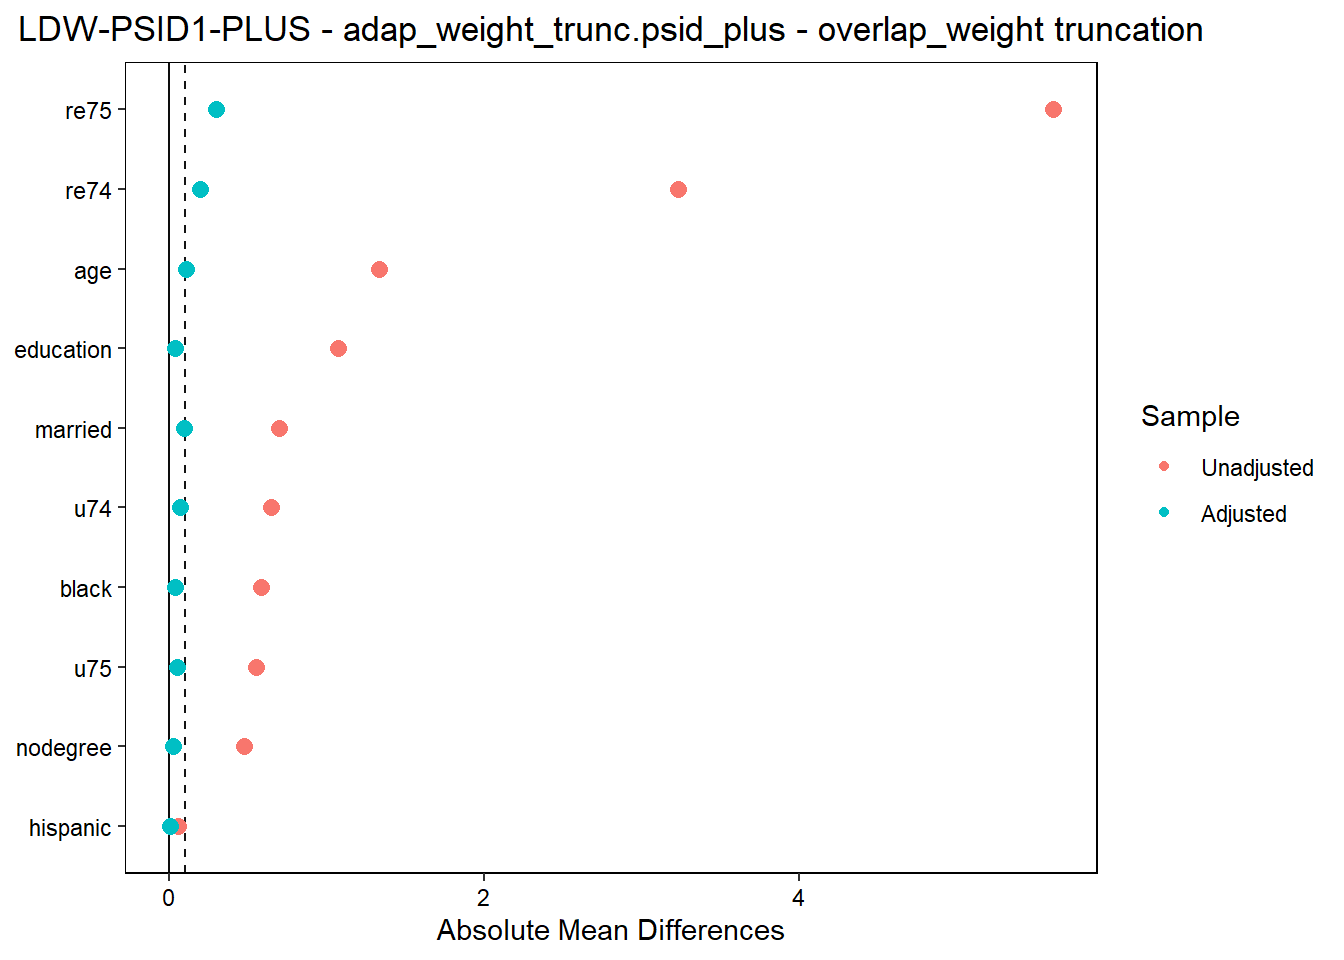 LDW-PSID1-PLUS - adap_weight_trunc.psid_plus - overlap_weight truncation
re75
re74
age
education
married
u74
black
u75
nodegree
hispanic
0 2 4
Absolute Mean Differences
Sample
Unadjusted
Adjusted